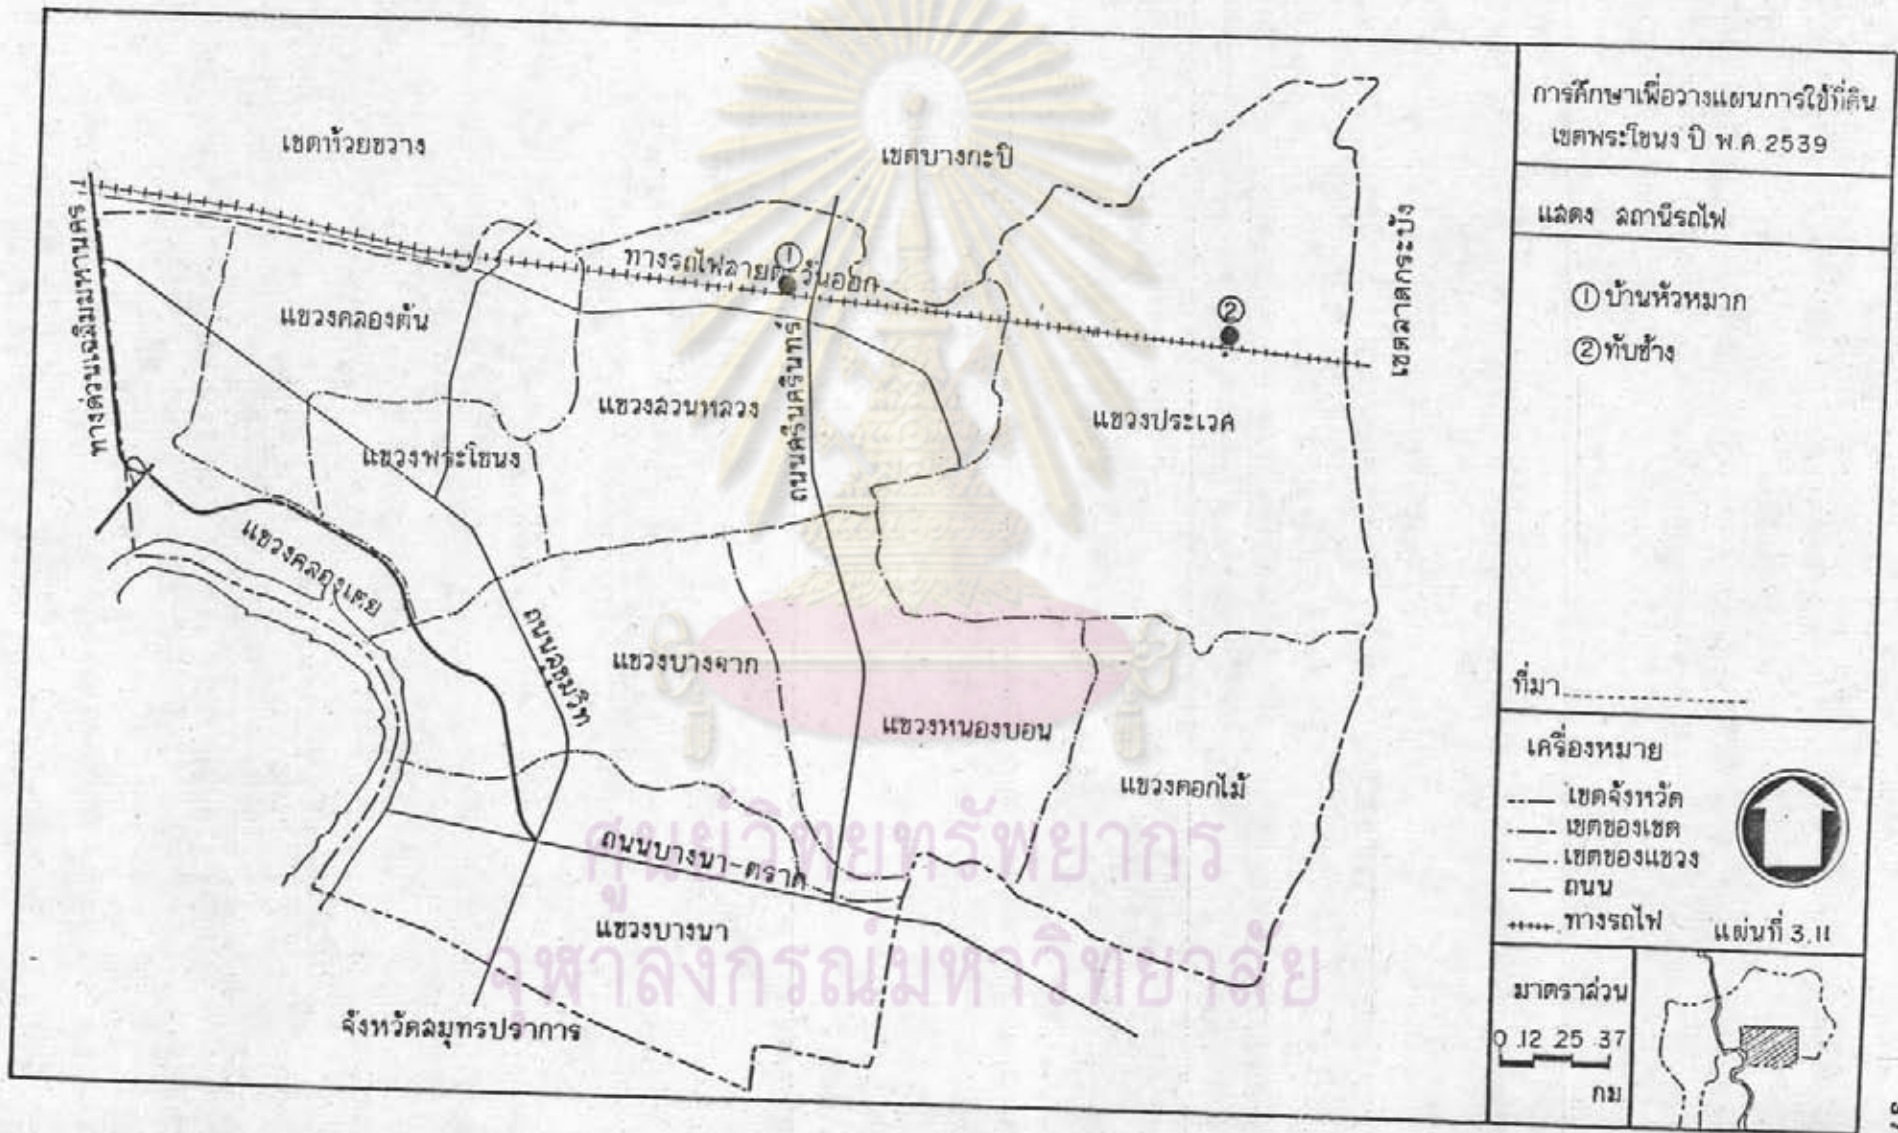 การศึกษาเพื่อวางแผนการใช้ที่ดิน
เขตพระโขนง ปี พ.ศ.2539
แสดง สถานีรถไฟ
① บ้านหัวหมาก
② ทับช้าง
ที่มา
เครื่องหมาย
เขตจังหวัด
เขตของเขต
เขตของแขวง
ถนน
ทางรถไฟ
แผ่นที่ 3.11
มาตราส่วน
0 12 25 37
กม
เขตห้วยขวาง
เขตบางกะปิ
เขตลาดกระบัง
ทางด่วนเฉลิมมหานคร
ทางรถไฟสายตะวันออก
①
②
แขวงคลองตัน
แขวงสวนหลวง
ถนนศรีนครินทร์
แขวงประเวศ
แขวงพระโขนง
แขวงคลองเตย
ถนนสุขุมวิท
แขวงบางจาก
แขวงหนองบอน
แขวงดอกไม้
ถนนบางนา-ตราด
แขวงบางนา
จังหวัดสมุทรปราการ
ศูนย์วิทยทรัพยากร
จุฬาลงกรณ์มหาวิทยาลัย